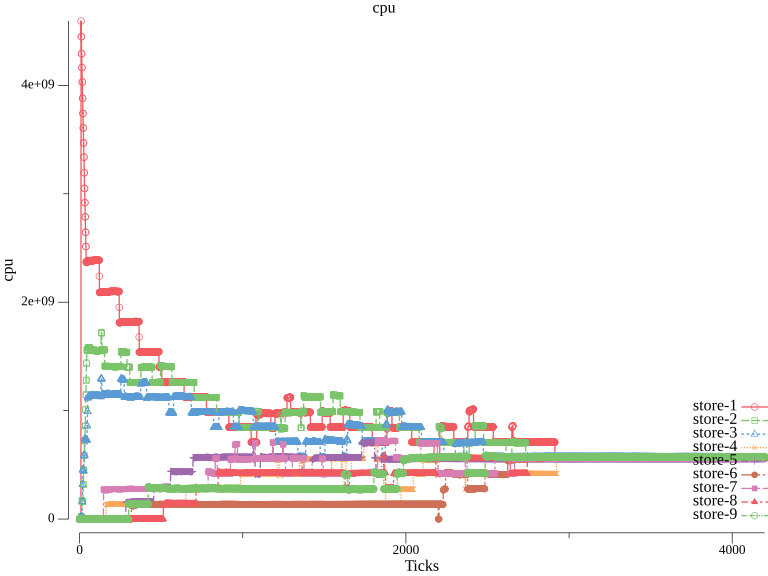 cpu
4e+09
cpu
2e+09
0
0
2000
4000
Ticks
store-1
store-2
store-3
store-4
store-5
store-6
store-7
store-8
store-9